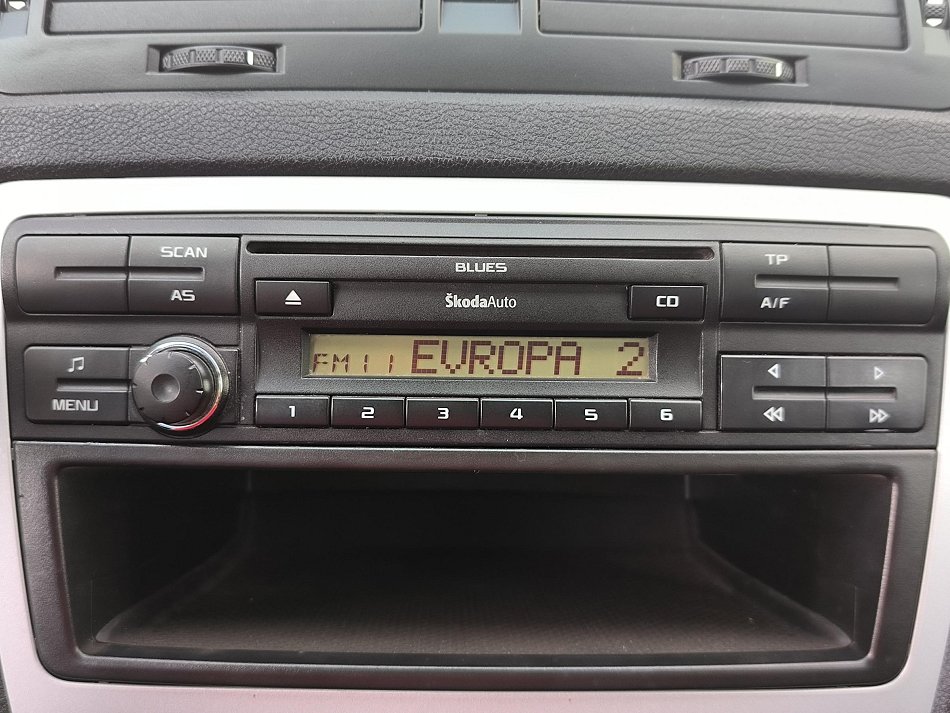 SCAN
AS
BLUES
ŠkodaAuto
CD
TP
A/F
MENU
FM11 EVROPA 2
1 2 3 4 5 6